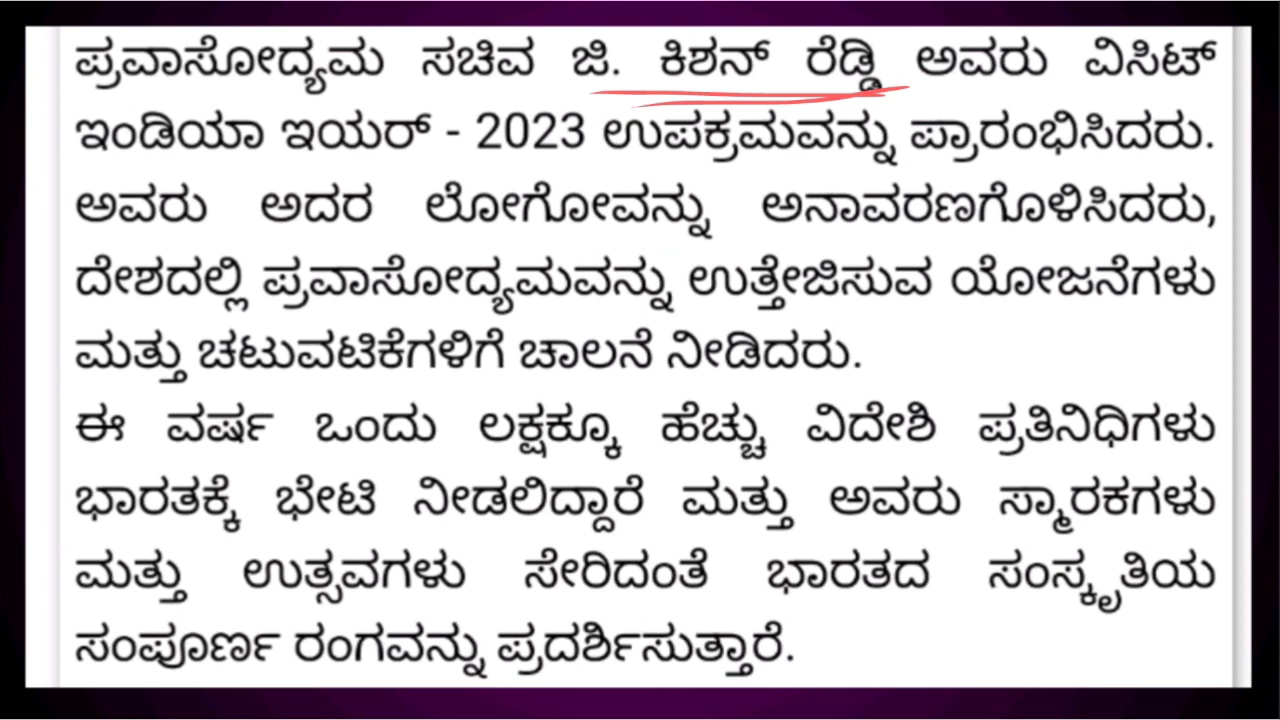 ಪ್ರವಾಸೋದ್ಯಮ ಸಚಿವ ಜಿ. ಕಿಶನ್ ರೆಡ್ಡಿ ಅವರು ವಿಸಿಟ್
ಇಂಡಿಯಾ ಇಯರ್ - 2023 ಉಪಕ್ರಮವನ್ನು ಪ್ರಾರಂಭಿಸಿದರು.
ಅವರು ಅದರ ಲೋಗೋವನ್ನು ಅನಾವರಣಗೊಳಿಸಿದರು,
ದೇಶದಲ್ಲಿ ಪ್ರವಾಸೋದ್ಯಮವನ್ನು ಉತ್ತೇಜಿಸುವ ಯೋಜನೆಗಳು
ಮತ್ತು ಚಟುವಟಿಕೆಗಳಿಗೆ ಚಾಲನೆ ನೀಡಿದರು.
ಈ ವರ್ಷ ಒಂದು ಲಕ್ಷಕ್ಕೂ ಹೆಚ್ಚು ವಿದೇಶಿ ಪ್ರತಿನಿಧಿಗಳು
ಭಾರತಕ್ಕೆ ಭೇಟಿ ನೀಡಲಿದ್ದಾರೆ ಮತ್ತು ಅವರು ಸ್ಮಾರಕಗಳು
ಮತ್ತು ಉತ್ಸವಗಳು ಸೇರಿದಂತೆ ಭಾರತದ ಸಂಸ್ಕೃತಿಯ
ಸಂಪೂರ್ಣ ರಂಗವನ್ನು ಪ್ರದರ್ಶಿಸುತ್ತಾರೆ.